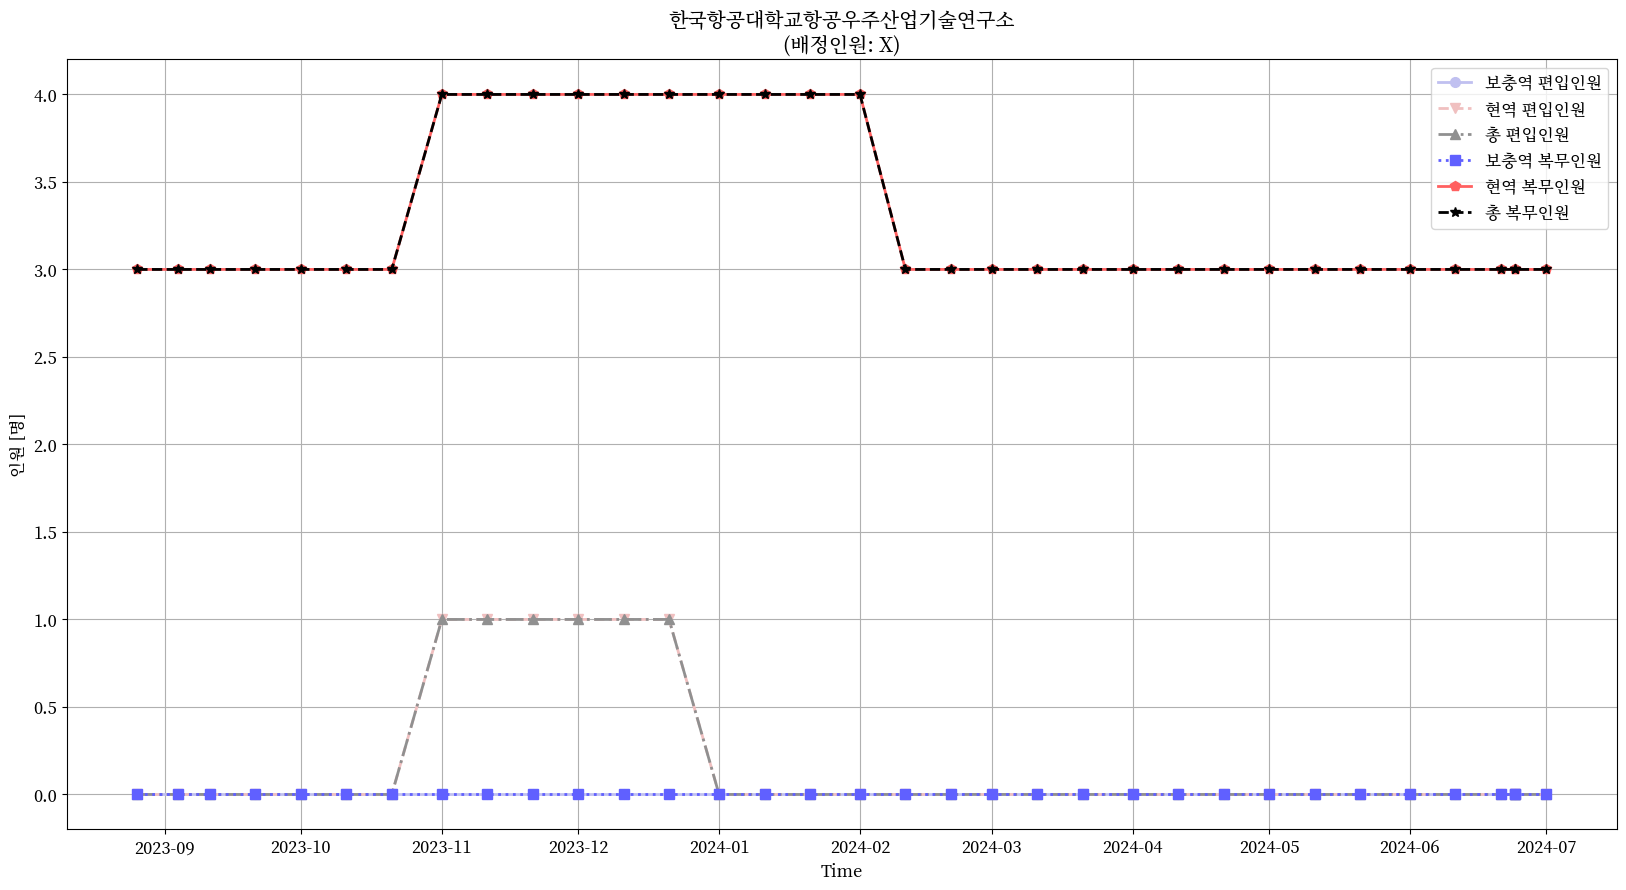 한국항공대학교항공우주산업기술연구소
(배정인원: X)
보충역 편입인원
현역 편입인원
총 편입인원
보충역 복무인원
현역 복무인원
총 복무인원
인원 [명]
4.0
3.5
3.0
2.5
2.0
1.5
1.0
0.5
0.0
2023-09 2023-10 2023-11 2023-12 2024-01 2024-02 2024-03 2024-04 2024-05 2024-06 2024-07
Time